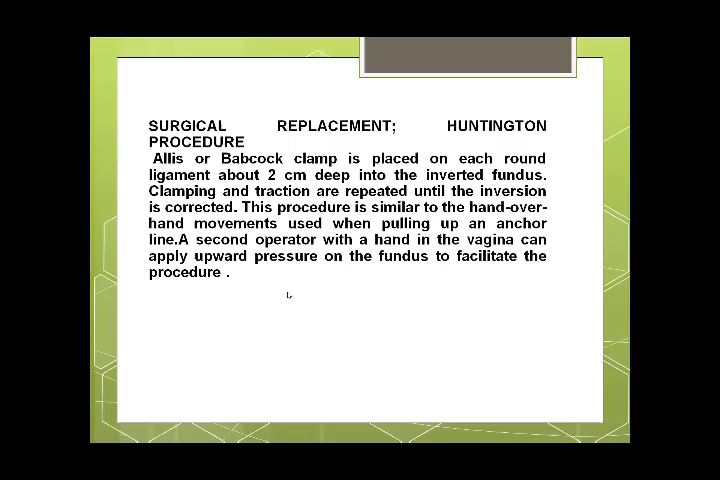 SURGICAL REPLACEMENT; HUNTINGTON
PROCEDURE
Allis or Babcock clamp is placed on each round
ligament about 2 cm deep into the inverted fundus.
Clamping and traction are repeated until the inversion
is corrected. This procedure is similar to the hand-over-
hand movements used when pulling up an anchor
line.A second operator with a hand in the vagina can
apply upward pressure on the fundus to facilitate the
procedure .